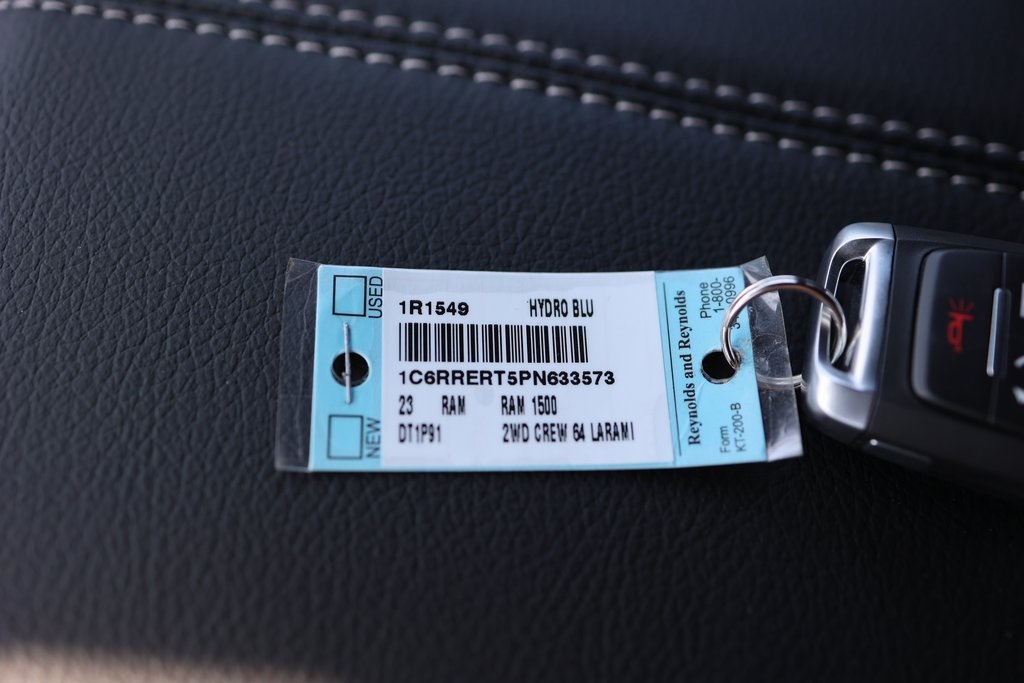 USED
NEW
1R1549 HYDRO BLU
1C6RRERT5PN633573
23 RAM RAM 1500
DT1P91 2WD CREW 64 LARAMI
Reynolds and Reynolds
Phone
1-800-
0996
Form
KT-200-B